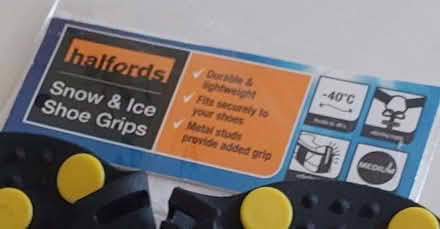 halfords
Snow & Ice
Shoe Grips
Durable &
lightweight
Fits securely to
your shoes
Metal studs
provide added grip
-40°C
MEDIUM